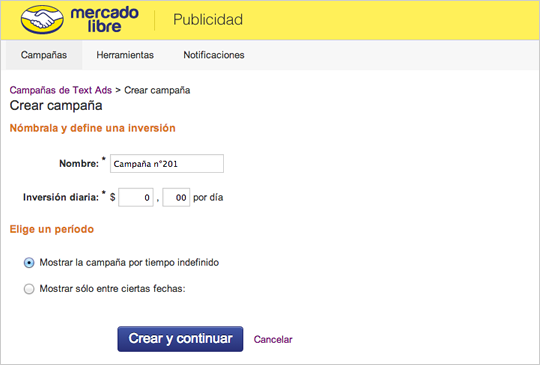 mercado
libre
Publicidad
Campañas Herramientas Notificaciones
Campañas de Text Ads > Crear campaña
Crear campaña
Nómbrala y define una inversión
Nombre: * Campaña n°201
Inversión diaria: * $ 0 , 00 por día
Elige un período
Mostrar la campaña por tiempo indefinido
Mostrar sólo entre ciertas fechas:
Crear y continuar Cancelar